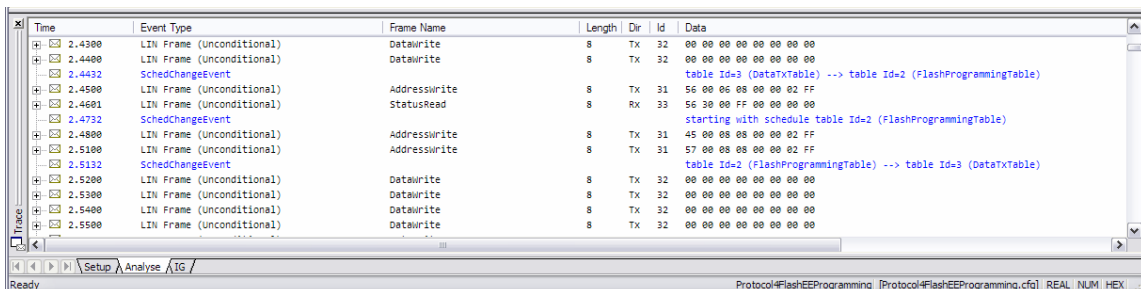 Time Event Type Frame Name Length Dir Id Data
2.4300 LIN Frame (Unconditional) DataWrite 8 Tx 32 00 00 00 00 00 00 00 00
2.4400 LIN Frame (Unconditional) DataWrite 8 Tx 32 00 00 00 00 00 00 00 00
2.4432 SchedChangeEvent table Id=3 (DataTxTable) --> table Id=2 (FlashProgrammingTable)
2.4500 LIN Frame (Unconditional) AddressWrite 8 Tx 31 56 00 06 08 00 00 02 FF
2.4601 LIN Frame (Unconditional) StatusRead 8 Rx 33 56 30 00 FF 00 00 00 00
2.4732 SchedChangeEvent starting with schedule table Id=2 (FlashProgrammingTable)
2.4800 LIN Frame (Unconditional) AddressWrite 8 Tx 31 45 00 08 08 00 00 02 FF
2.5100 LIN Frame (Unconditional) AddressWrite 8 Tx 31 57 00 08 08 00 00 02 FF
2.5132 SchedChangeEvent table Id=2 (FlashProgrammingTable) --> table Id=3 (DataTxTable)
2.5200 LIN Frame (Unconditional) DataWrite 8 Tx 32 00 00 00 00 00 00 00 00
2.5300 LIN Frame (Unconditional) DataWrite 8 Tx 32 00 00 00 00 00 00 00 00
2.5400 LIN Frame (Unconditional) DataWrite 8 Tx 32 00 00 00 00 00 00 00 00
2.5500 LIN Frame (Unconditional) DataWrite 8 Tx 32 00 00 00 00 00 00 00 00
Trace
Setup Analyse IG
Ready Protocol4FlashEEProgramming [Protocol4FlashEEProgramming.cfg] REAL NUM HEX